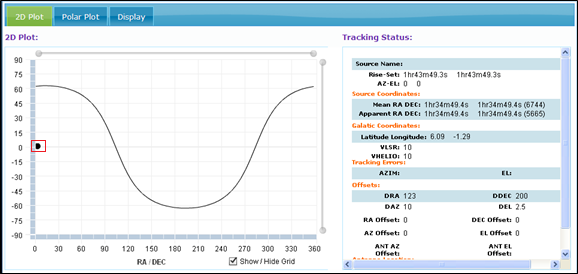 2D Plot Polar Plot Display
2D Plot:
90
75
60
45
30
15
0
-15
-30
-45
-60
-75
-90
0 30 60 90 120 150 180 210 240 270 300 330 360
RA / DEC
Show / Hide Grid
Tracking Status:
Source Name:
Rise-Set: 1hr43m49.3s 1hr43m49.3s
AZ-EL: 0 0
Source Coordinates:
Mean RA DEC: 1hr34m49.4s 1hr34m49.4s (6744)
Apparent RA DEC: 1hr34m49.4s 1hr34m49.4s (5665)
Galatic Coordinates:
Latitude Longitude: 6.09 -1.29
VLSR: 10
VHELIO: 10
Tracking Errors:
AZIM: EL:
Offsets:
DRA 123 DDEC 200
DAZ 10 DEL 2.5
RA Offset: 0 DEC Offset: 0
AZ Offset: 0 EL Offset: 0
ANT AZ ANT EL
Offset: Offset: